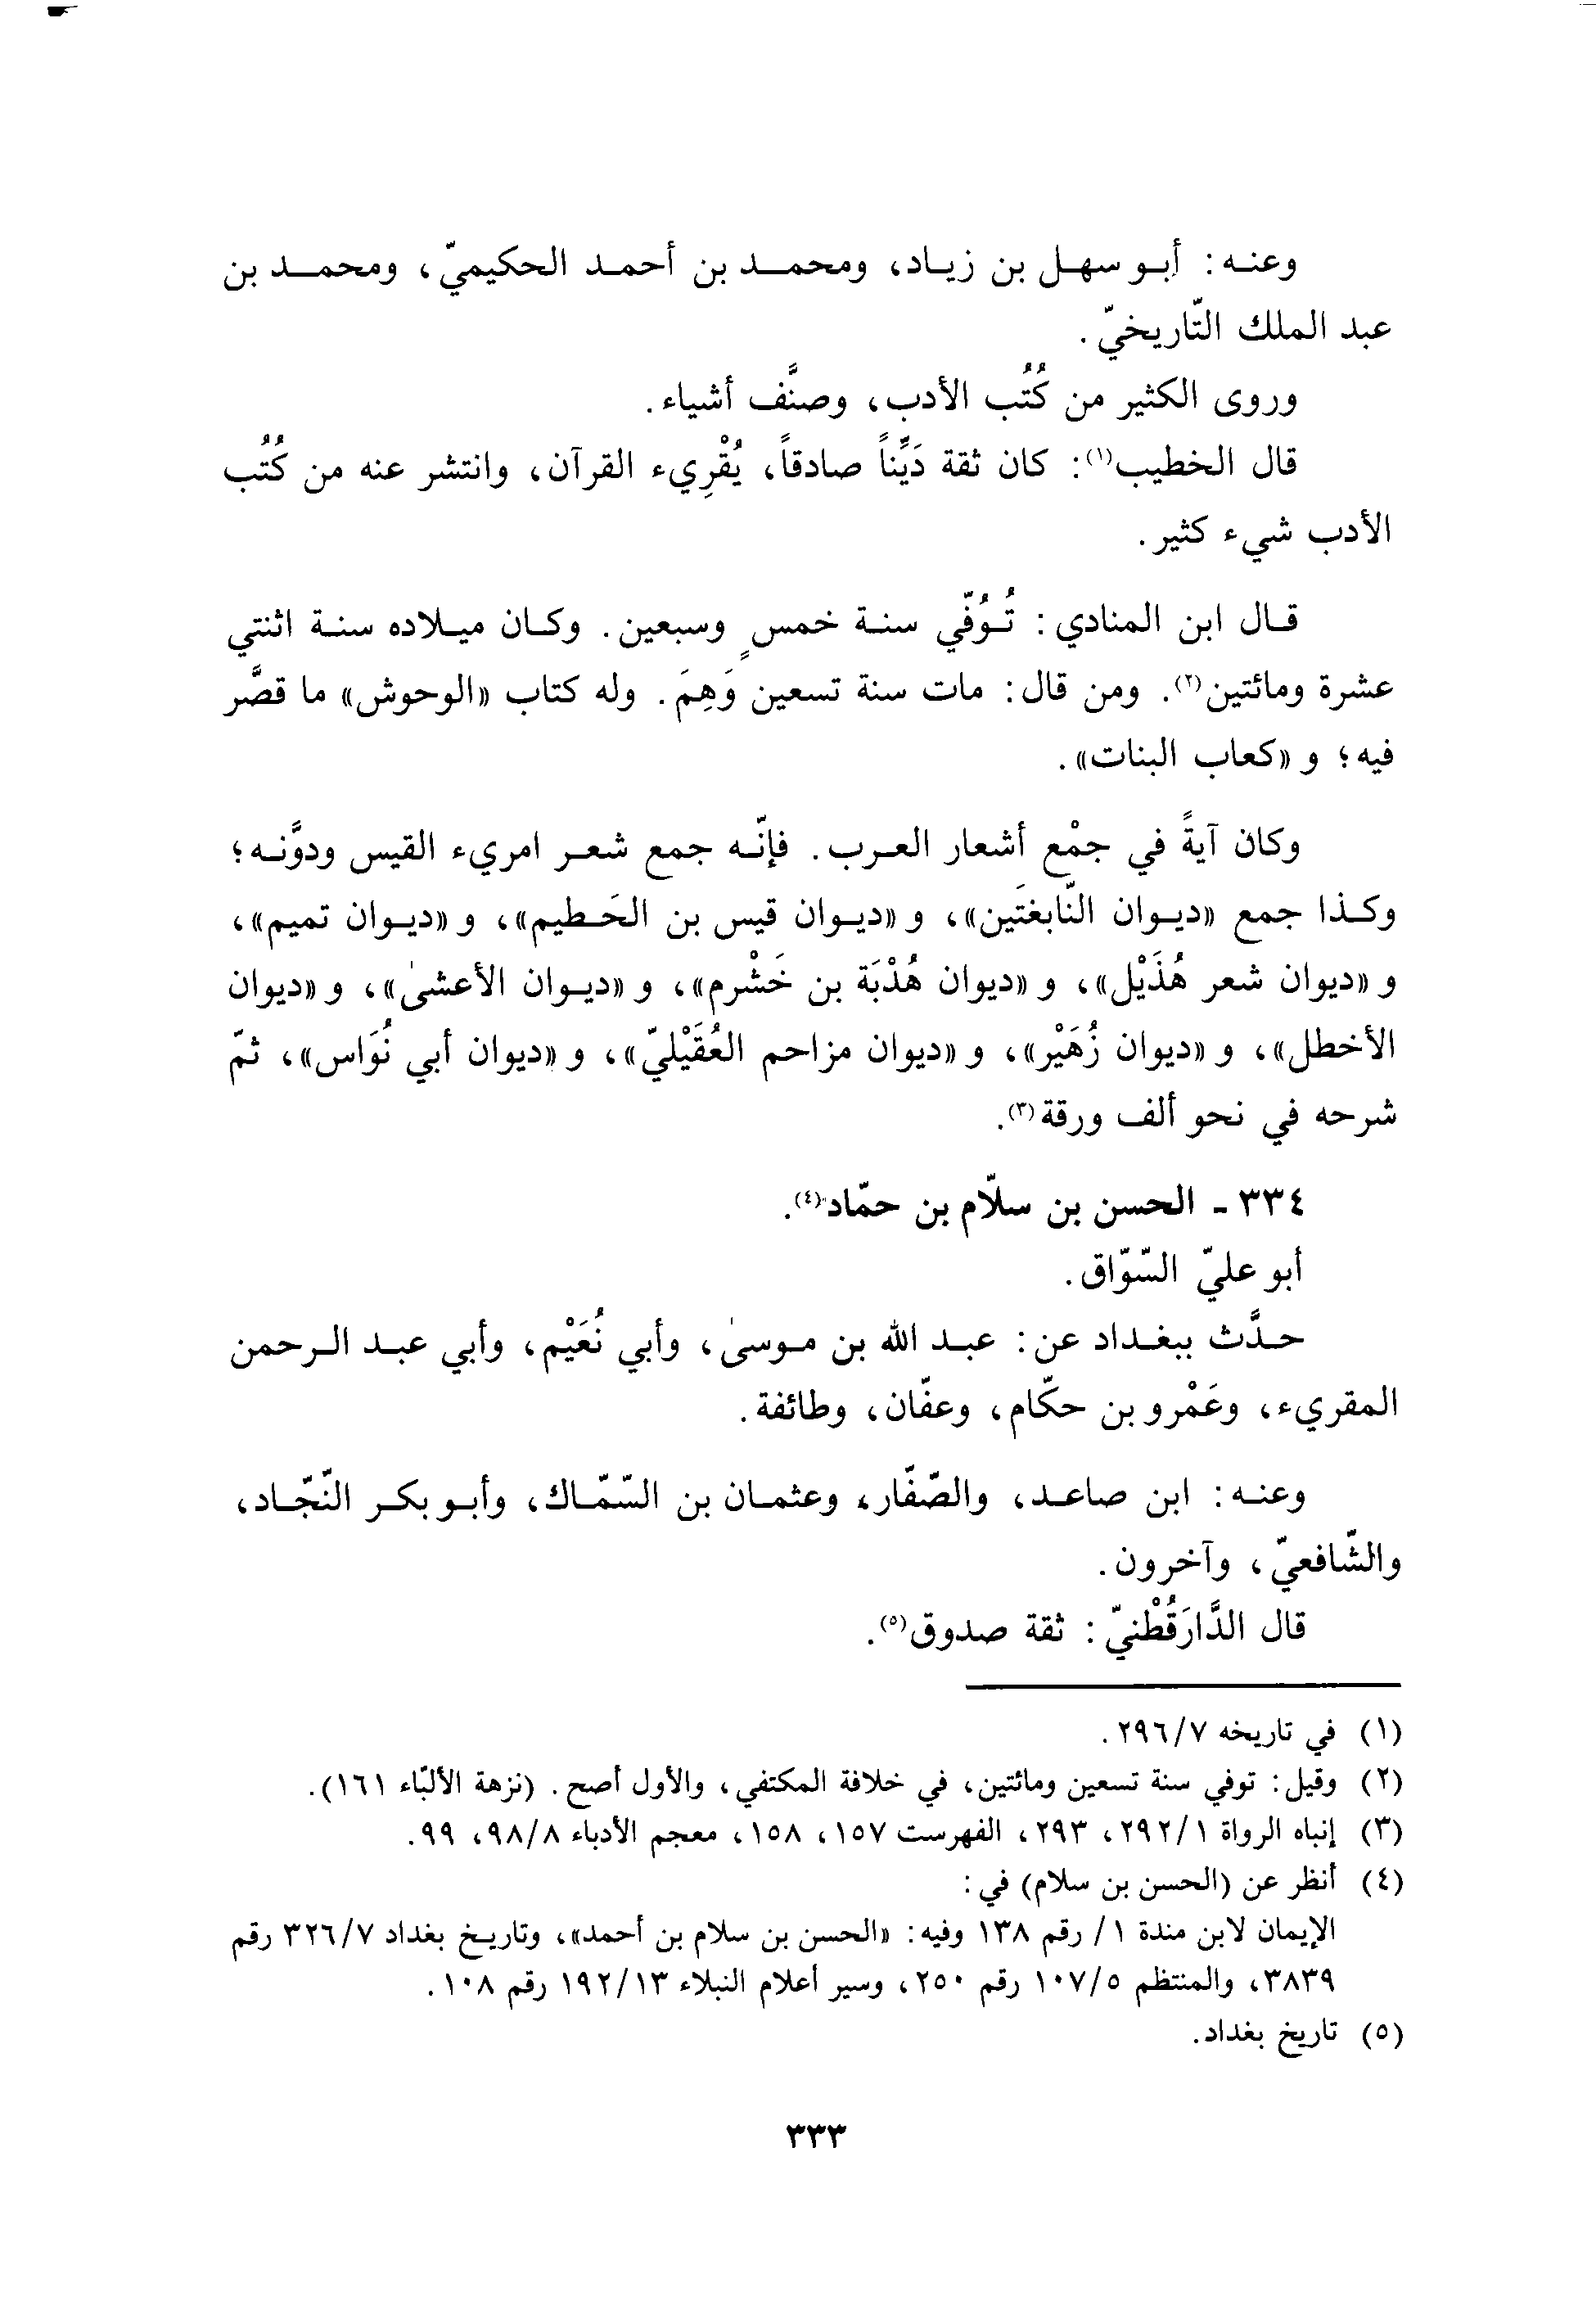 وعنه: أبو سهل بن زياد، ومحمد بن أحمد الحكيميّ، ومحمد بن
عبد الملك التّاريخيّ.
وروى الكثير من كُتُب الأدب، وصنَّف أشياء.
قال الخطيب(١): كان ثقة دَيِّناً صادقاً، يُقْرِيء القرآن، وانتشر عنه من كُتُب
الأدب شيء كثير.
قال ابن المنادي: تُوُفّي سنة خمسٍ وسبعين. وكان ميلاده سنة اثنتي
عشرة ومائتين(٢). ومن قال: مات سنة تسعين وَهِمَ. وله كتاب «الوحوش» ما قصَّر
فيه؛ و «كعاب البنات».
وكان آيةً في جمْع أشعار العرب. فإنّه جمع شعر امريء القيس ودوَّنه؛
وكذا جمع «ديوان النّابغتَين»، و «ديوان قيس بن الخَطيم»، و «ديوان تميم»،
و «ديوان شعر هُذَيْل»، و «ديوان هُدْبَة بن خَشْرم»، و «ديوان الأعشىٰ»، و «ديوان
الأخطل»، و «ديوان زُهَيْر»، و «ديوان مزاحم العُقَيْليّ»، و «ديوان أبي نُوَاس»، ثمّ
شرحه في نحو ألف ورقة(٣).
٣٣٤ - الحسن بن سلّام بن حمّاد(٤).
أبو عليّ السّوّاق.
حدَّث ببغداد عن: عبد الله بن موسىٰ، وأبي نُعَيْم، وأبي عبد الرحمن
المقريء، وعَمْرو بن حكّام، وعفّان، وطائفة.
وعنه: ابن صاعد، والصّفّار، وعثمان بن السّمّاك، وأبو بكر النّجّاد،
والشّافعيّ، وآخرون.
قال الدَّارَقُطْنيّ: ثقة صدوق(٥).
(١) في تاريخه ٢٩٦/٧.
(٢) وقيل: توفي سنة تسعين ومائتين، في خلافة المكتفي، والأول أصح. (نزهة الألبّاء ١٦١).
(٣) إنباه الرواة ٢٩٢/١، ٢٩٣، الفهرست ١٥٧، ١٥٨، معجم الأدباء ٩٨/٨، ٩٩.
(٤) أنظر عن (الحسن بن سلام) في:
الإيمان لابن مندة ١/ رقم ١٣٨ وفيه: «الحسن بن سلام بن أحمد»، وتاريخ بغداد ٣٢٦/٧ رقم
٣٨٣٩، والمنتظم ١٠٧/٥ رقم ٢٥٠، وسير أعلام النبلاء ١٩٢/١٣ رقم ١٠٨.
(٥) تاريخ بغداد.
٣٣٣